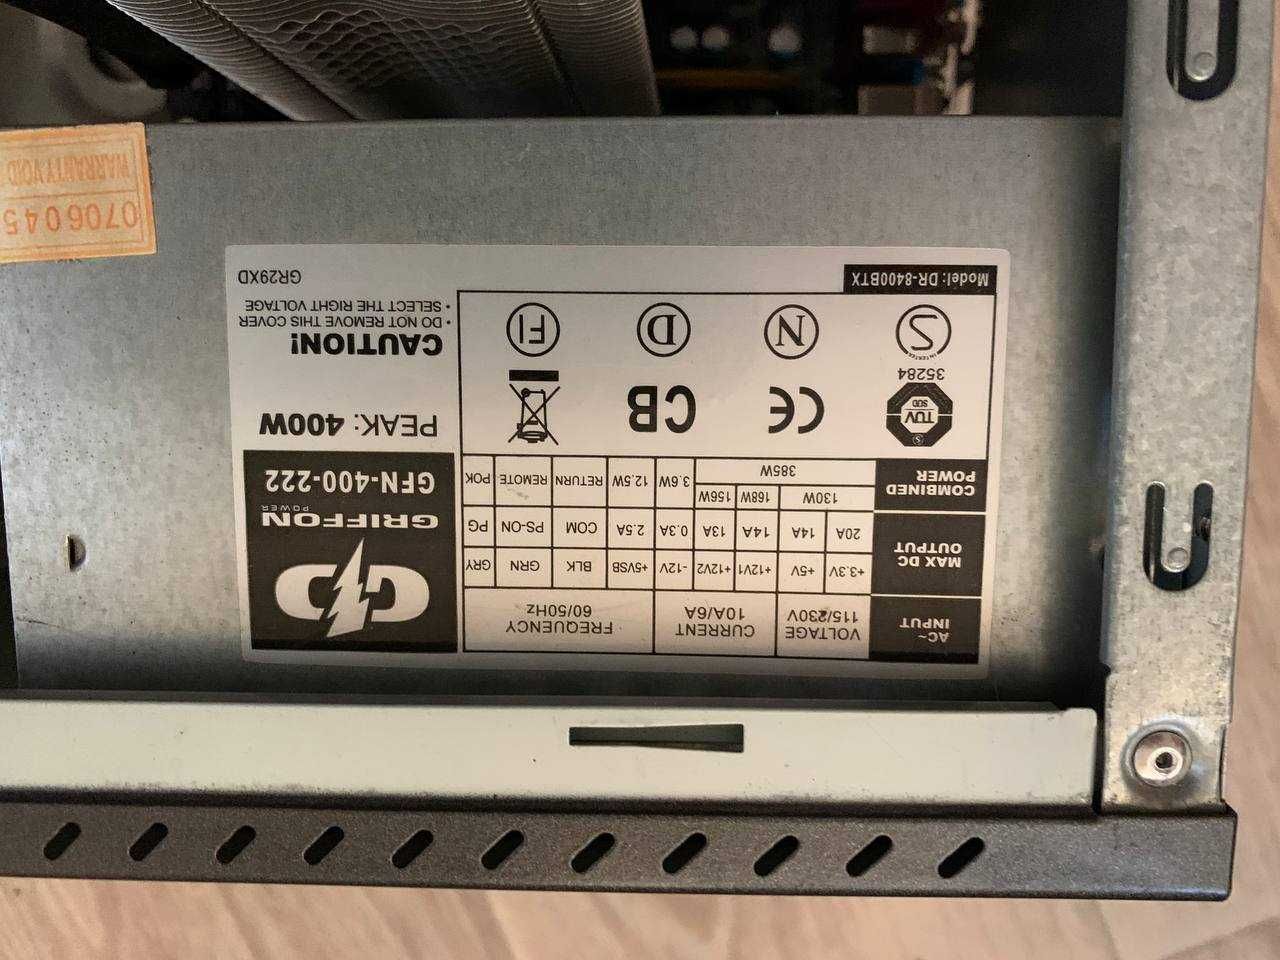 AC~ INPUT
VOLTAGE 115/230V
CURRENT 10A/6A
FREQUENCY 60/50HZ
MAX DC OUTPUT
+3.3V +5V +12V1 +12V2 -12V +5VSB BLK GRN GRY
20A 14A 14A 13A 0.3A 2.5A COM PS-ON PG
COMBINED POWER
130W 168W 156W 3.6W 12.5W RETURN REMOTE POK
385W
GRIFFON
POWER
GFN-400-222
PEAK: 400W
CAUTION!
• DO NOT REMOVE THIS COVER
• SELECT THE RIGHT VOLTAGE
GR29XD
S
TÜV
SÜD
35284
CE
CB
INTERTEK
S
N
D
FI
Model: DR-8400BTX
0706045
WARRANTY VOID